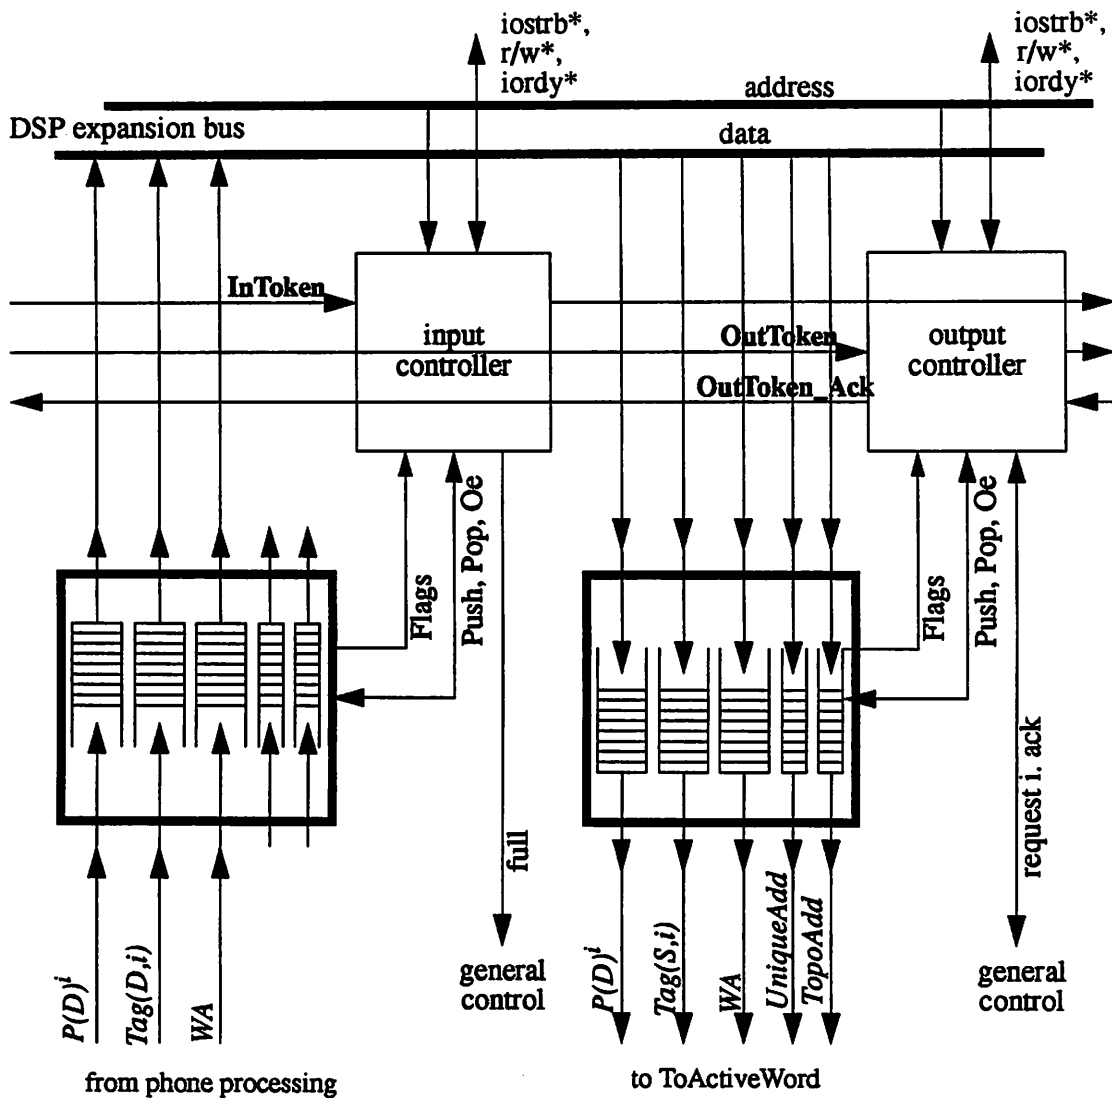 iostrb*,
r/w*,
iordy*
iostrb*,
r/w*,
iordy*
address
DSP expansion bus
data
InToken
input
controller
OutToken
output
controller
OutToken_Ack
Flags
Push, Pop, Oe
Flags
Push, Pop, Oe
full
request i. ack
P(D)^i
Tag(D,i)
WA
general
control
P(D)^i
Tag(S,i)
WA
UniqueAdd
TopoAdd
general
control
from phone processing
to ToActiveWord